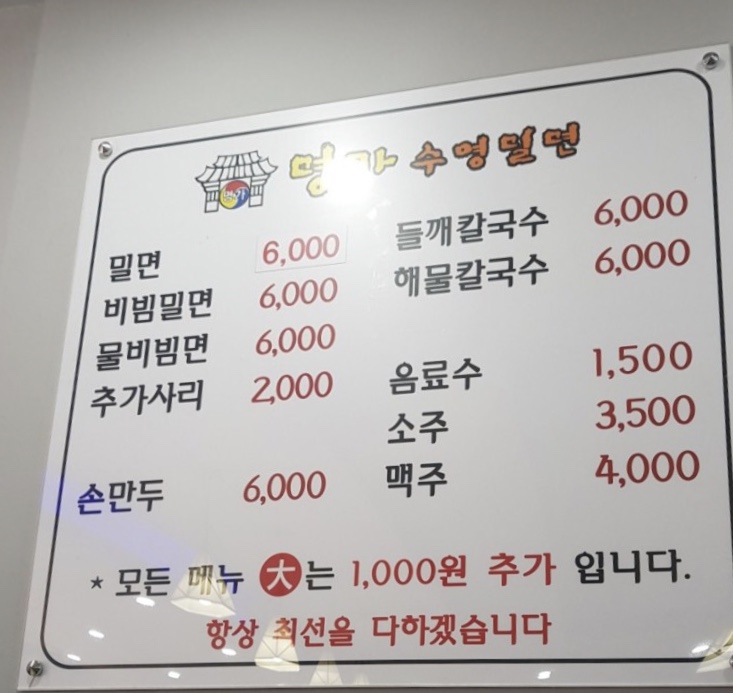 명가 수영밀면
밀면 6,000
비빔밀면 6,000
물비빔면 6,000
추가사리 2,000
손만두 6,000
들깨칼국수 6,000
해물칼국수 6,000
음료수 1,500
소주 3,500
맥주 4,000
* 모든 메뉴 大는 1,000원 추가 입니다.
항상 최선을 다하겠습니다